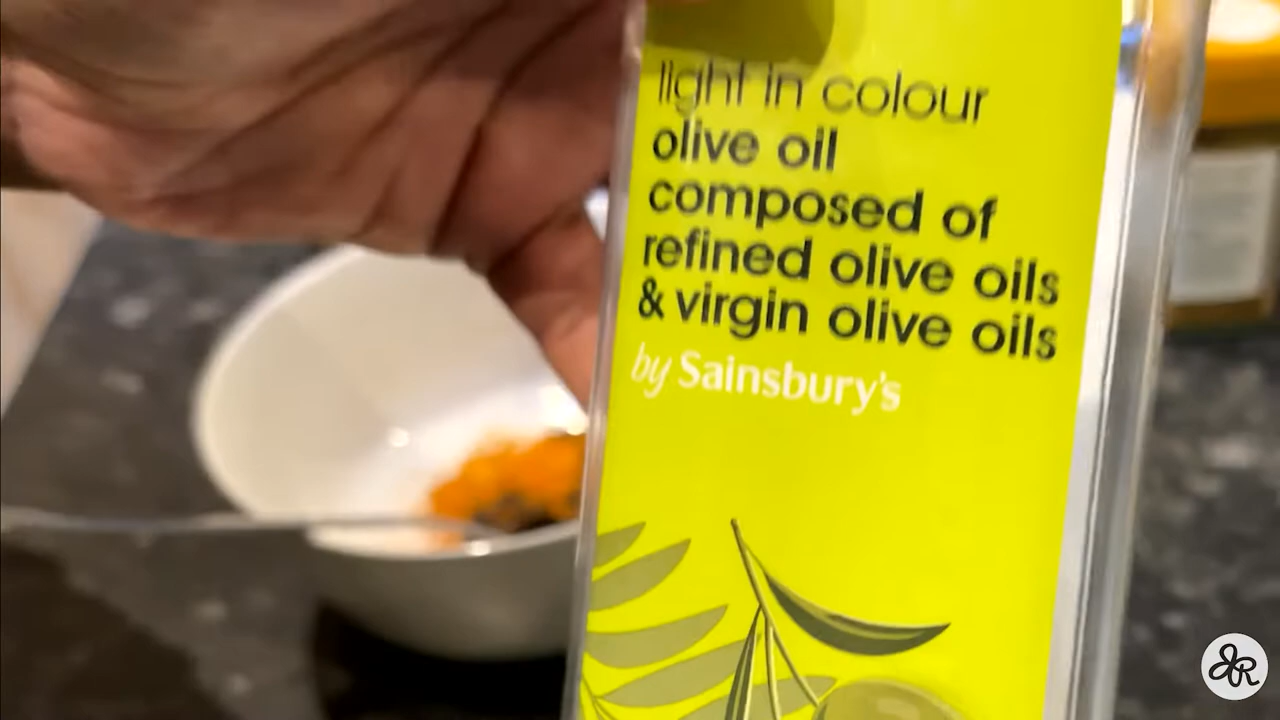 light in colour
olive oil
composed of
refined olive oils
& virgin olive oils
by Sainsbury's